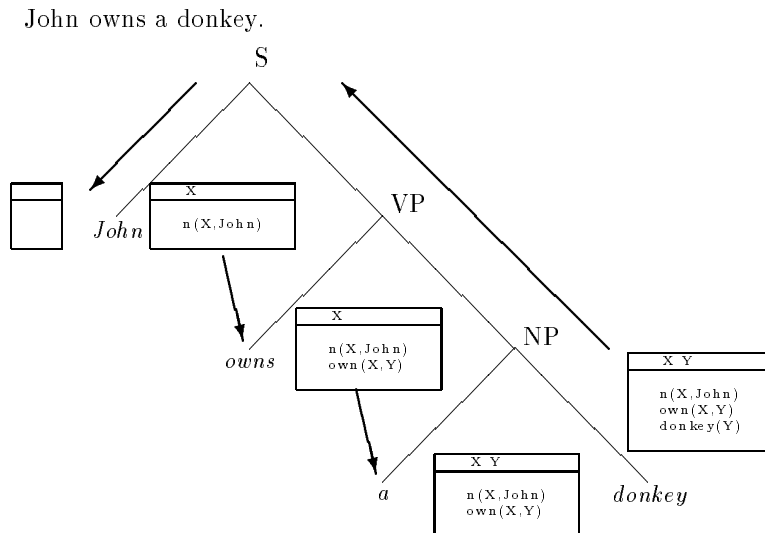 John owns a donkey.
S
X
VP
John
n(X,John)
X
NP
owns
n(X,John)
own(X,Y)
X Y
n(X,John)
own(X,Y)
donkey(Y)
X Y
a
n(X,John)
own(X,Y)
donkey